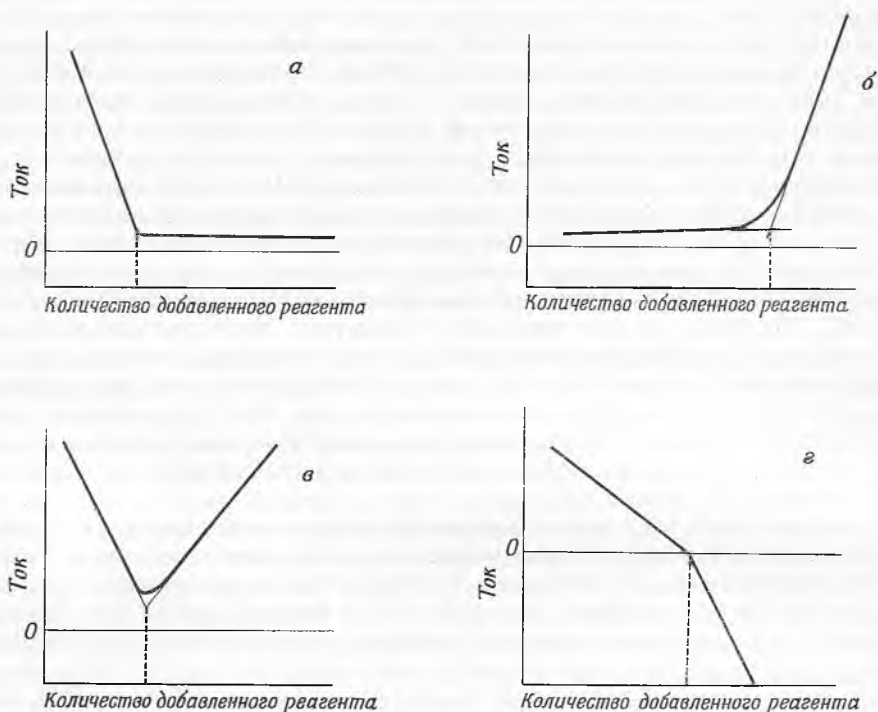 а
Ток
0
Количество добавленного реагента
б
Ток
0
Количество добавленного реагента
в
Ток
0
Количество добавленного реагента
г
Ток
0
Количество добавленного реагента